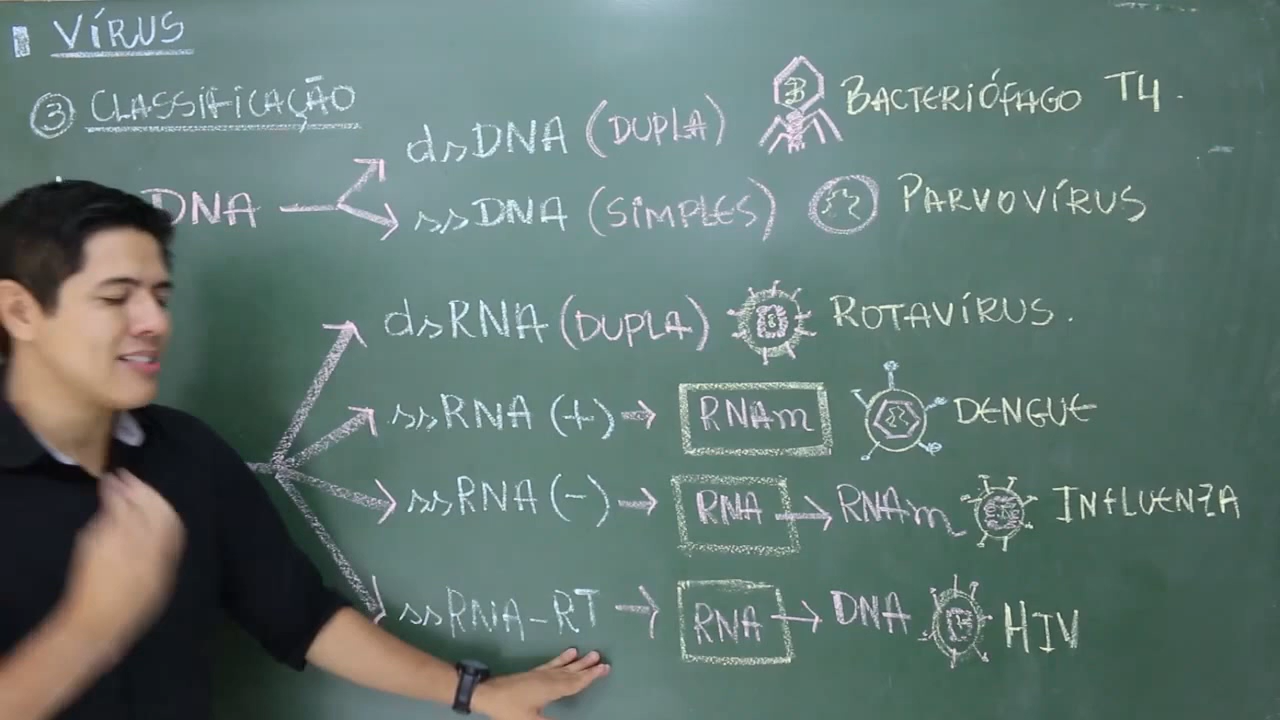 VÍRUS
③ CLASSIFICAÇÃO
dsDNA (DUPLA) BACTERIÓFAGO T4.
DNA → ssDNA (SIMPLES) PARVOVÍRUS
dsRNA (DUPLA) ROTAVÍRUS.
ssRNA (+) → RNAm DENGUE
ssRNA (-) → RNA → RNAm INFLUENZA
ssRNA-RT → RNA → DNA HIV